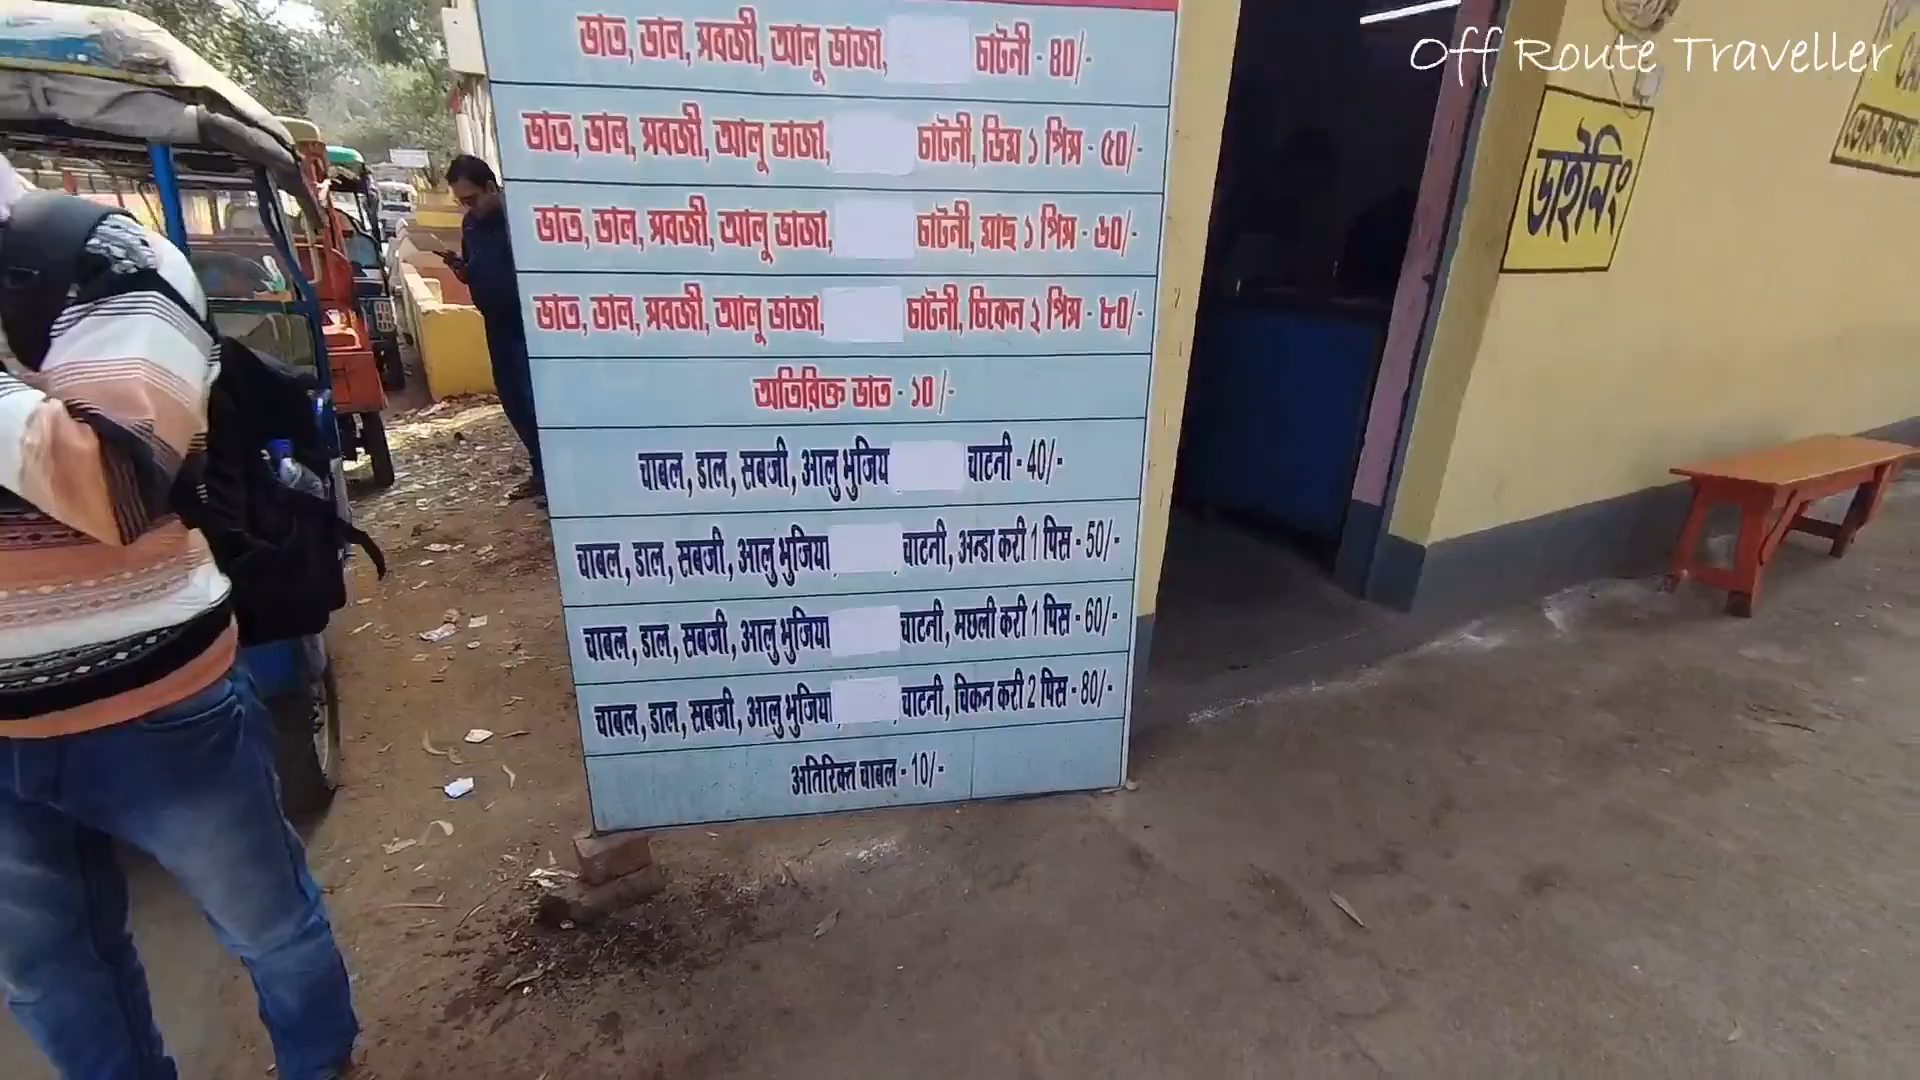 Off Route Traveller
ভাত, ডাল, সবজী, আলু ভাজা, চাটনী - ৪০/-
ভাত, ডাল, সবজী, আলু ভাজা, চাটনী, ডিম ১ পিস - ৫০/-
ভাত, ডাল, সবজী, আলু ভাজা, চাটনী, মাছ ১ পিস - ৬০/-
ভাত, ডাল, সবজী, আলু ভাজা, চাটনী, চিকেন ২ পিস - ৮০/-
অতিরিক্ত ভাত - ১০/-
चाबल, डाल, सबजी, आलु भुजिय चाटनी - 40/-
चाबल, डाल, सबजी, आलु भुजिया चाटनी, अन्डा करी 1 पिस - 50/-
चाबल, डाल, सबजी, आलु भुजिया चाटनी, मछली करी 1 पिस - 60/-
चाबल, डाल, सबजी, आलु भुजिया चाटनी, चिकन करी 2 पिस - 80/-
अतिरिक्त चाबल - 10/-
ডাইনিং